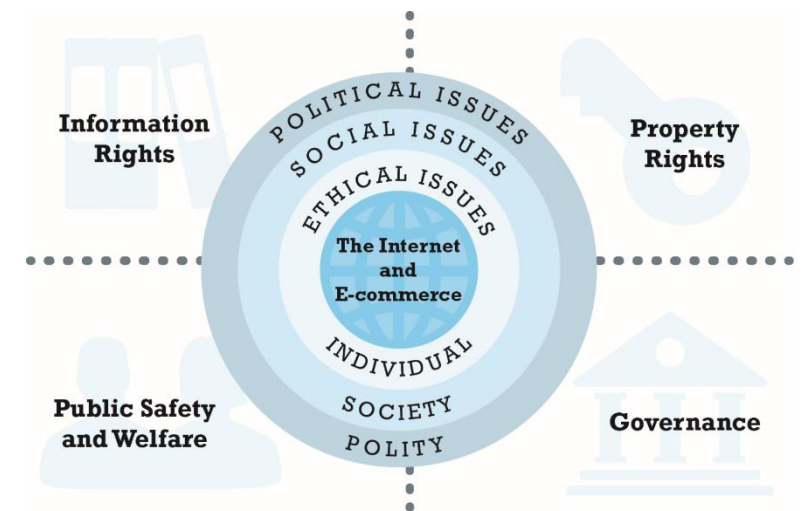 POLITICAL ISSUES
SOCIAL ISSUES
ETHICAL ISSUES
Information
Rights
Property
Rights
The Internet
and
E-commerce
INDIVIDUAL
SOCIETY
POLITY
Public Safety
and Welfare
Governance